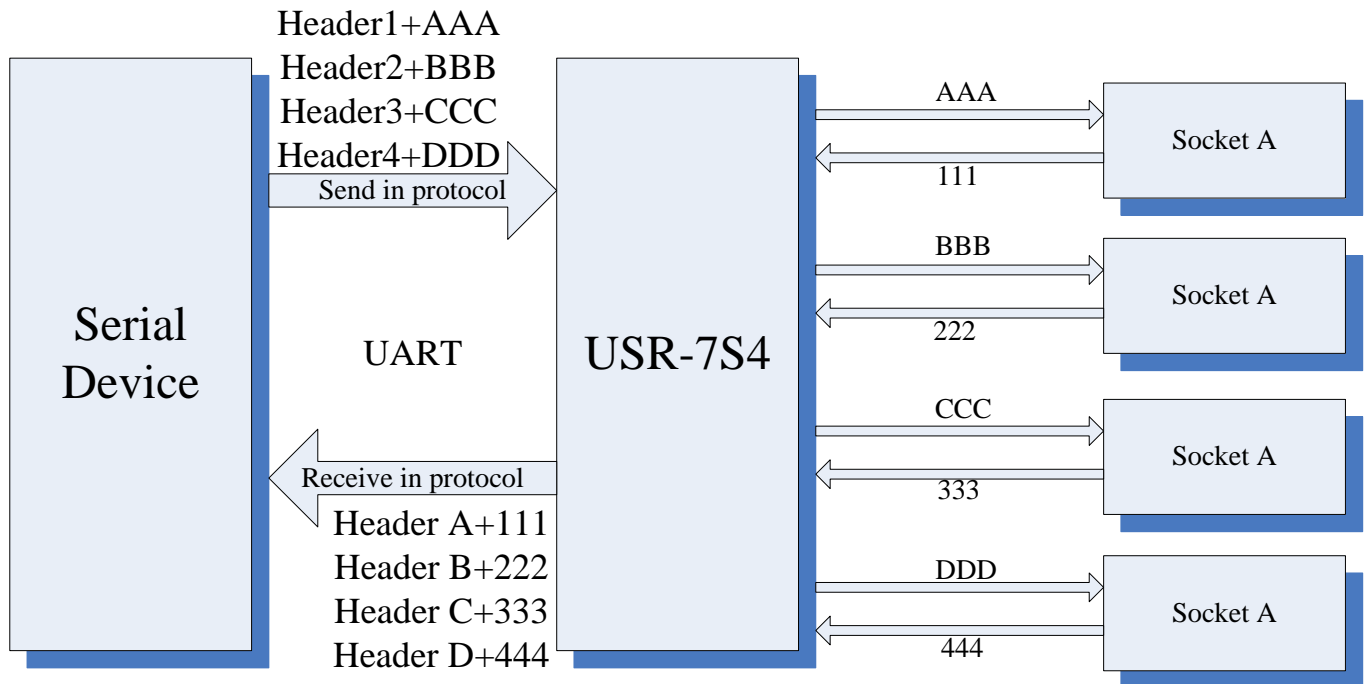 Header1+AAA
Header2+BBB
Header3+CCC
Header4+DDD
Send in protocol
Serial
Device
UART
USR-7S4
Receive in protocol
Header A+111
Header B+222
Header C+333
Header D+444
AAA
111
Socket A
BBB
222
Socket A
CCC
333
Socket A
DDD
444
Socket A